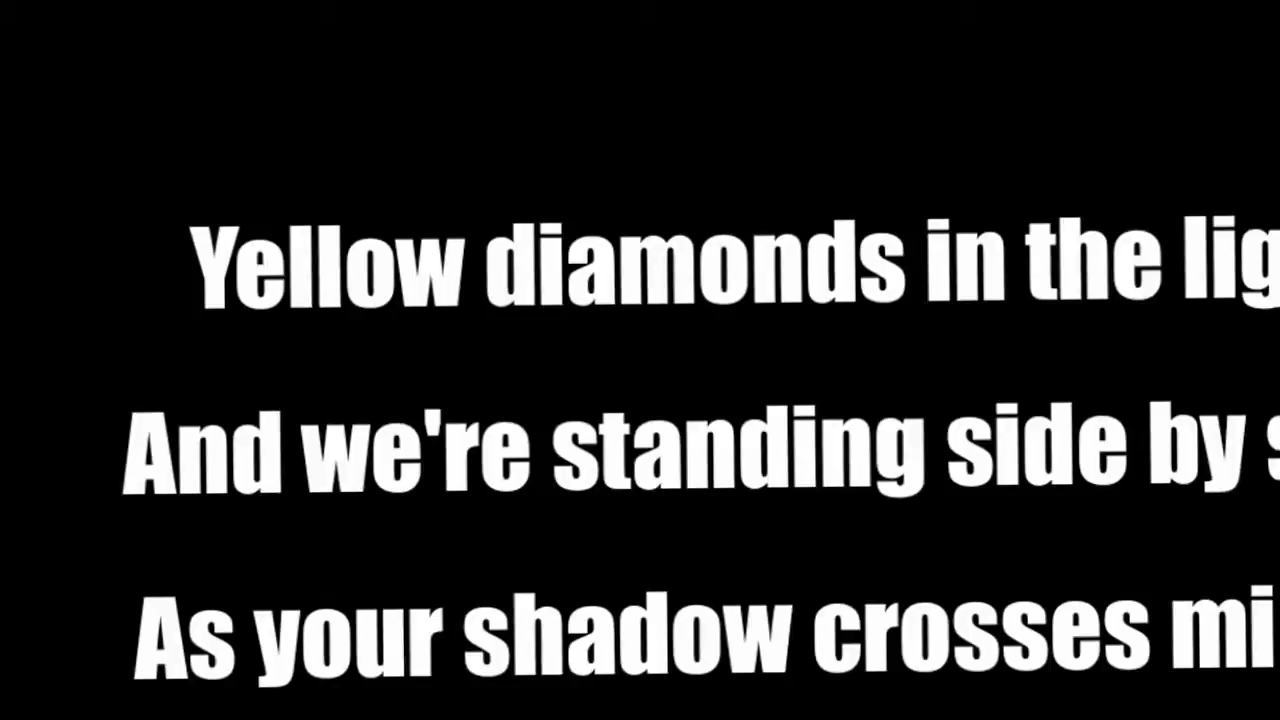 Yellow diamonds in the lig
And we're standing side by s
As your shadow crosses mi